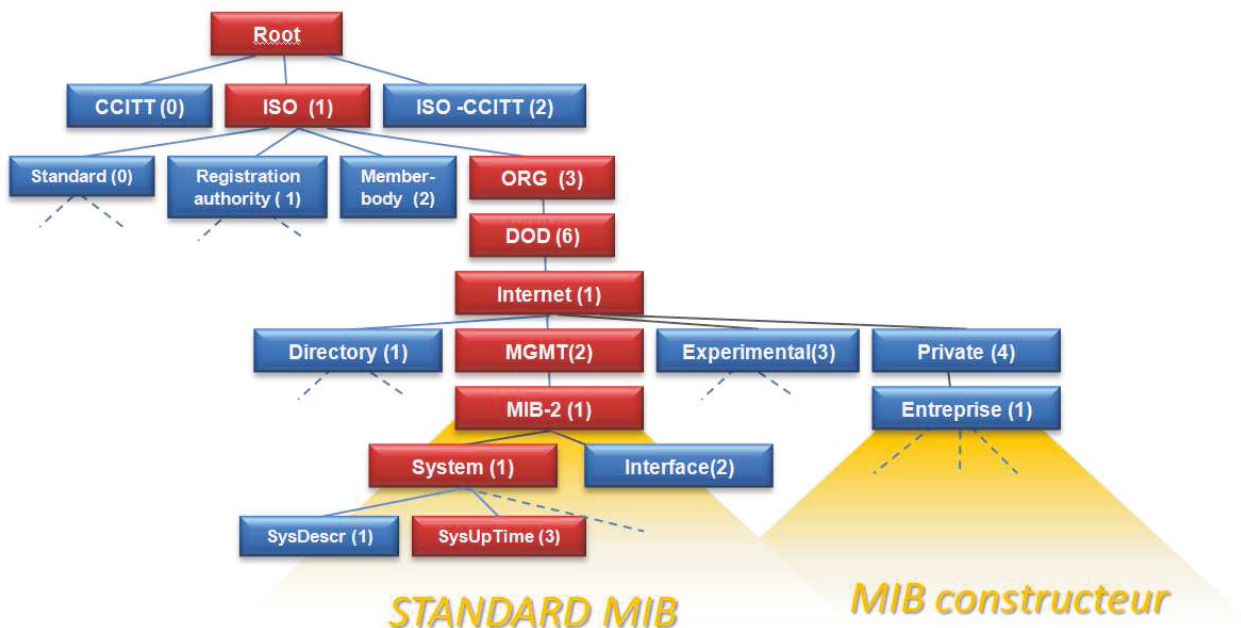 Root
CCITT (0)
ISO (1)
ISO -CCITT (2)
Standard (0)
Registration
authority ( 1)
Member-
body (2)
ORG (3)
DOD (6)
Internet (1)
Directory (1)
MGMT(2)
Experimental(3)
Private (4)
MIB-2 (1)
Entreprise (1)
System (1)
Interface(2)
SysDescr (1)
SysUpTime (3)
STANDARD MIB
MIB constructeur